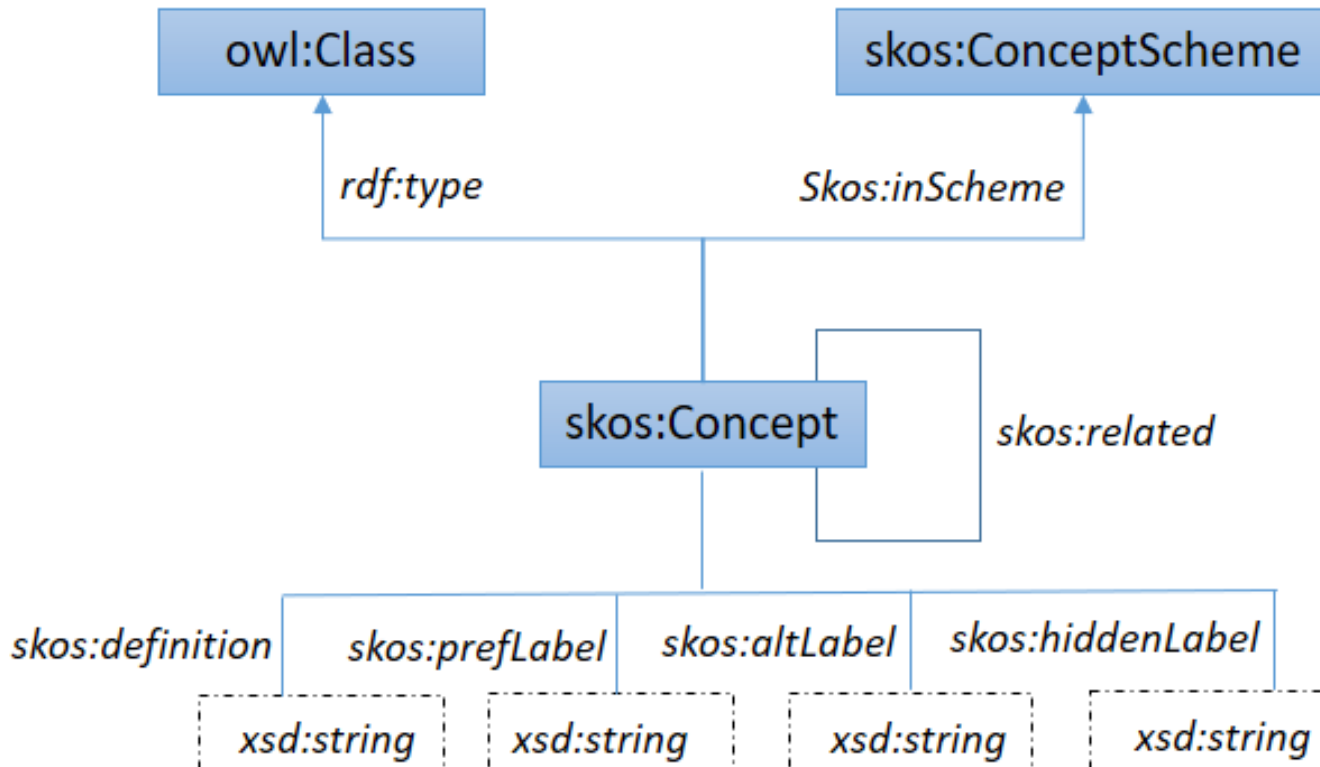 owl:Class
skos:ConceptScheme
rdf:type
Skos:inScheme
skos:Concept
skos:related
skos:definition
skos:prefLabel
skos:altLabel
skos:hiddenLabel
xsd:string
xsd:string
xsd:string
xsd:string